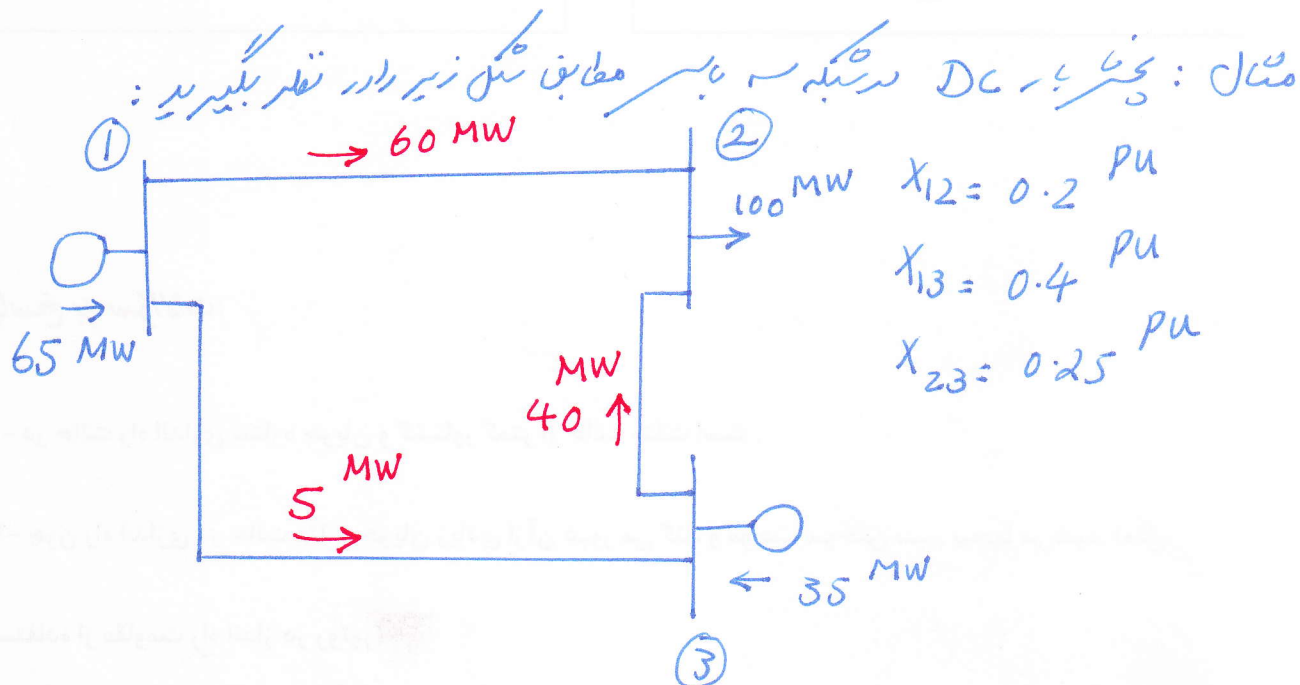 مثال : پخش بار DC در شبکه سه باسه مطابق شکل زیر را در نظر بگیرید :
① → 60 MW ②
100 MW
X12 = 0.2 PU
X13 = 0.4 PU
X23 = 0.25 PU
65 MW
MW
40 ↑
5 MW
← 35 MW
③